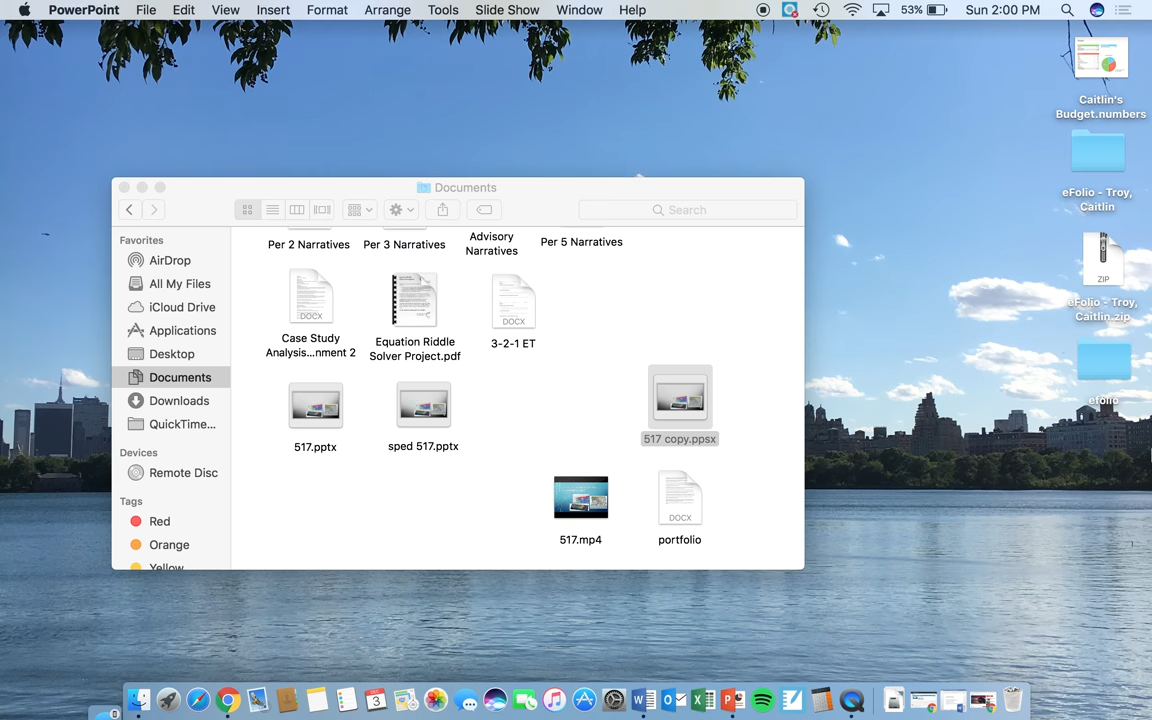 PowerPoint File Edit View Insert Format Arrange Tools Slide Show Window Help 53% Sun 2:00 PM
Caitlin's
Budget.numbers
eFolio - Troy,
Caitlin
ZIP
eFolio - Troy,
Caitlin.zip
efolio
Documents
Search
Favorites
AirDrop
All My Files
iCloud Drive
Applications
Desktop
Documents
Downloads
QuickTime...
Devices
Remote Disc
Tags
Red
Orange
Yellow
Per 2 Narratives
Per 3 Narratives
Advisory
Narratives
Per 5 Narratives
DOCX
Case Study
Analysis...nment 2
Equation Riddle
Solver Project.pdf
DOCX
3-2-1 ET
517.pptx
sped 517.pptx
517 copy.ppsx
517.mp4
DOCX
portfolio
3